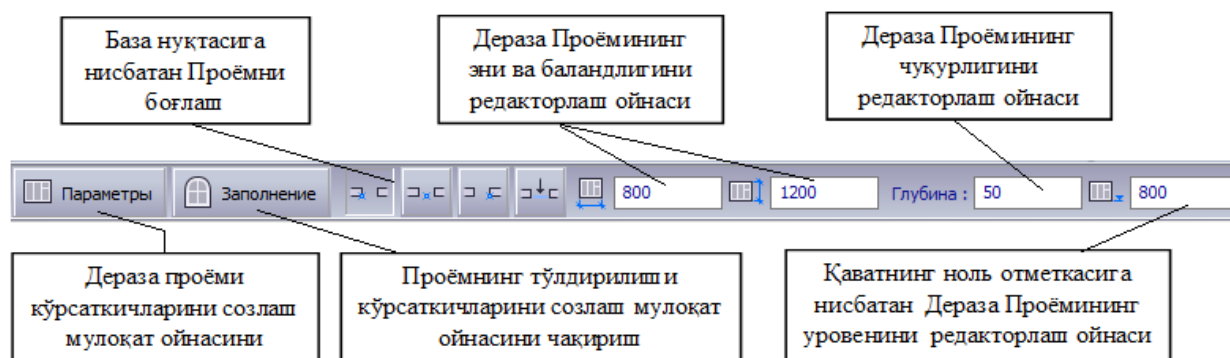 База нуқтасига
нисбатан Проёмни
боғлаш
Дераза Проёмининг
эни ва баландлигини
редакторлаш ойнаси
Дераза Проёмининг
чуқурлигини
редакторлаш ойнаси
Параметры Заполнение 800 1200 Глубина : 50 800
Дераза проёми
кўрсаткичларини созлаш
мулоқат ойнасини
Проёмнинг тўлдирилиши
кўрсаткичларини созлаш мулоқат
ойнасини чақириш
Қаватнинг ноль отметкасига
нисбатан Дераза Проёмининг
уровенини редакторлаш ойнаси